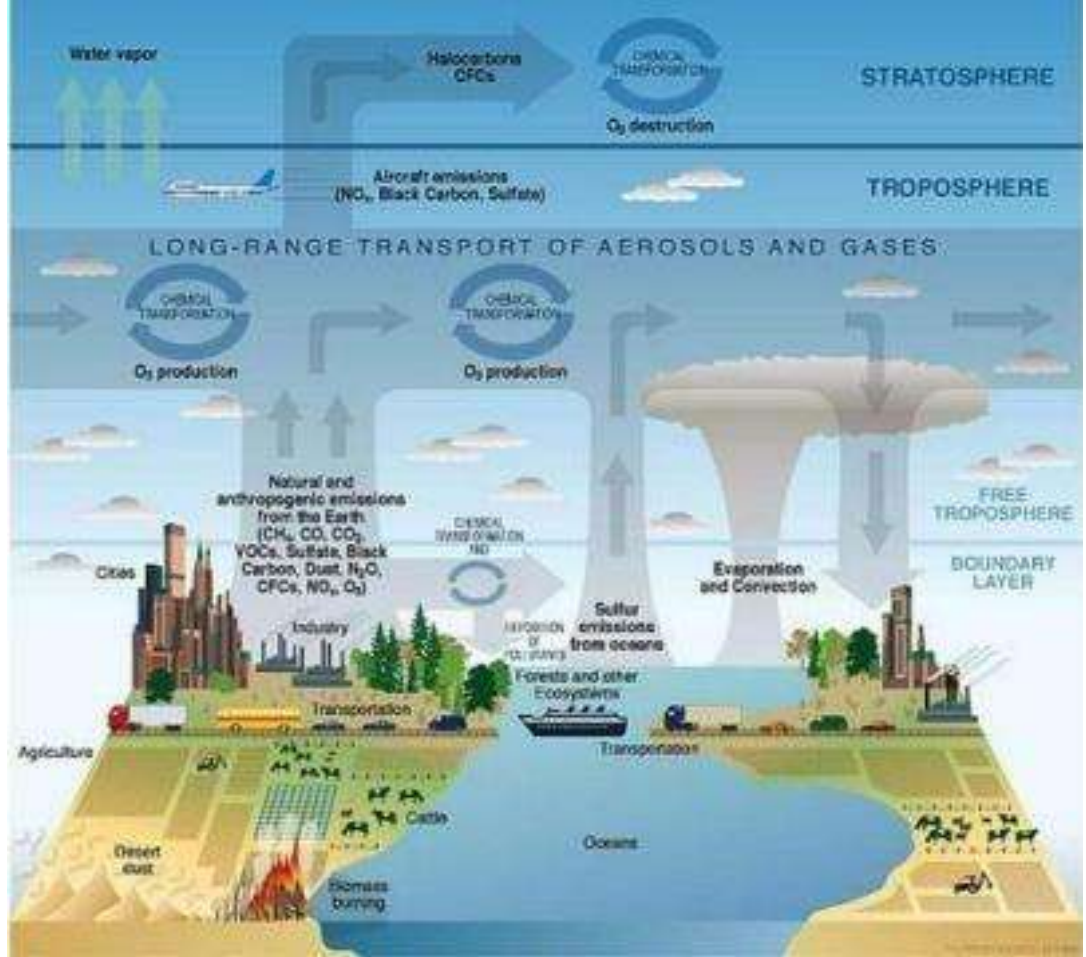 Water vapor
Halocarbons
CFCs
CHEMICAL
TRANSFORMATION
O₃ destruction
STRATOSPHERE
Aircraft emissions
(NOₓ, Black Carbon, Sulfate)
TROPOSPHERE
LONG-RANGE TRANSPORT OF AEROSOLS AND GASES
CHEMICAL
TRANSFORMATION
O₃ production
CHEMICAL
TRANSFORMATION
O₃ production
Natural and
anthropogenic emissions
from the Earth
(CH₄, CO, CO₂,
VOCs, Sulfate, Black
Carbon, Dust, N₂O,
CFCs, NOₓ, O₃)
FREE
TROPOSPHERE
CHEMICAL
TRANSFORMATION
AND
BOUNDARY
LAYER
Cities
Evaporation
and Convection
Industry
Sulfur
emissions
from oceans
OF
Forests and other
Ecosystems
Transportation
Transportation
Agriculture
Cattle
Oceans
Desert
dust
Biomass
burning